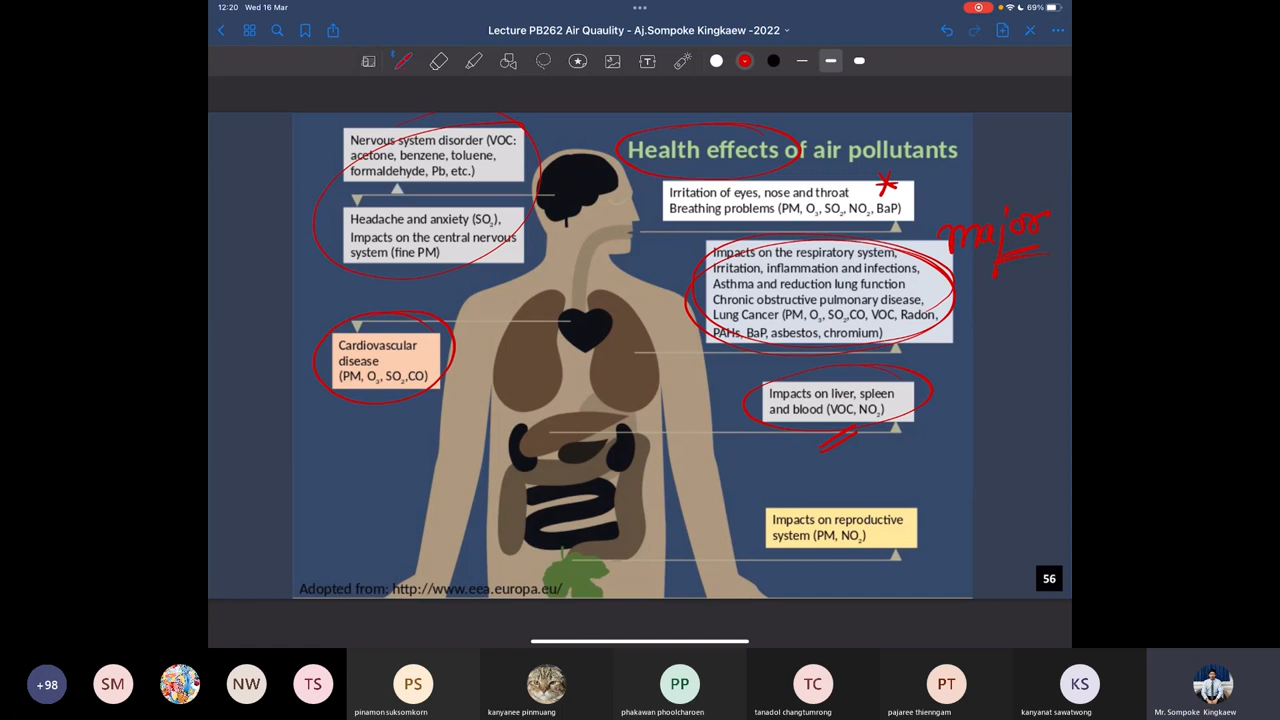 12:20 Wed 16 Mar
69%
Lecture PB262 Air Quaulity - Aj.Sompoke Kingkaew -2022
Health effects of air pollutants
Nervous system disorder (VOC:
acetone, benzene, toluene,
formaldehyde, Pb, etc.)
Headache and anxiety (SO₂),
Impacts on the central nervous
system (fine PM)
Cardiovascular
disease
(PM, O₃, SO₂,CO)
Irritation of eyes, nose and throat
Breathing problems (PM, O₃, SO₂, NO₂, BaP)
major
Impacts on the respiratory system,
Irritation, inflammation and infections,
Asthma and reduction lung function
Chronic obstructive pulmonary disease,
Lung Cancer (PM, O₃, SO₂,CO, VOC, Radon,
PAHs, BaP, asbestos, chromium)
Impacts on liver, spleen
and blood (VOC, NO₂)
Impacts on reproductive
system (PM, NO₂)
Adopted from: http://www.eea.europa.eu/
56
+98
SM
NW
TS
PS
PP
TC
PT
KS
pinamon suksomkorn
kanyanee pinmuang
phakawan phoolcharoen
tanadol changtumrong
pajaree thienngam
kanyanat sawatwong
Mr. Sompoke Kingkaew